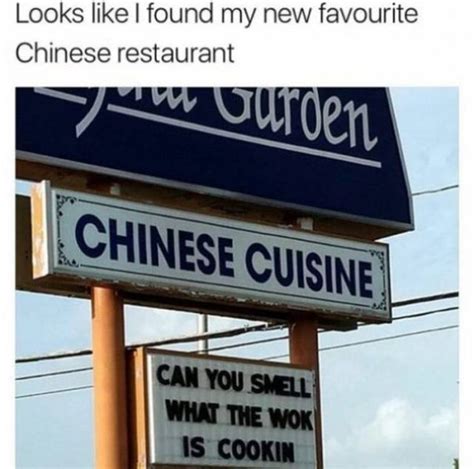 Looks like I found my new favourite
Chinese restaurant
Garden
CHINESE CUISINE
CAN YOU SMELL
WHAT THE WOK
IS COOKIN